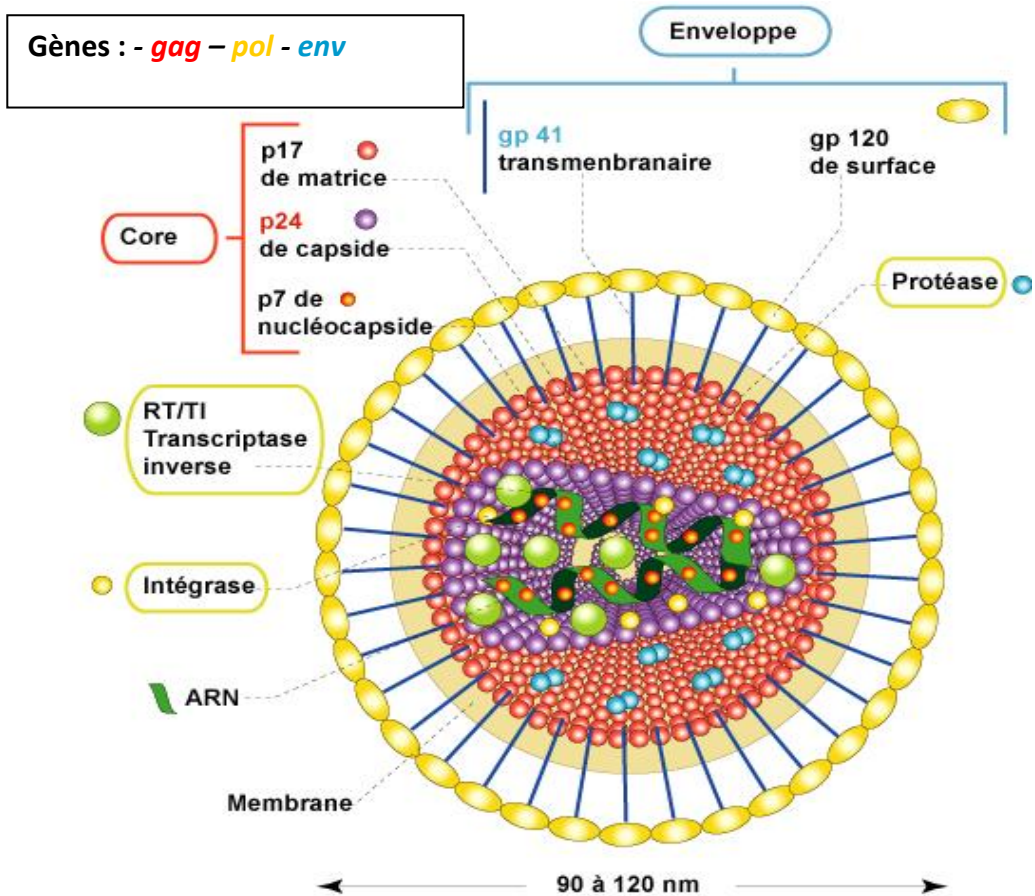 Gènes : - gag – pol - env
Enveloppe
gp 41
transmenbranaire
gp 120
de surface
p17
de matrice
Core
p24
de capside
p7 de
nucléocapside
Protéase
RT/TI
Transcriptase
inverse
Intégrase
ARN
Membrane
90 à 120 nm